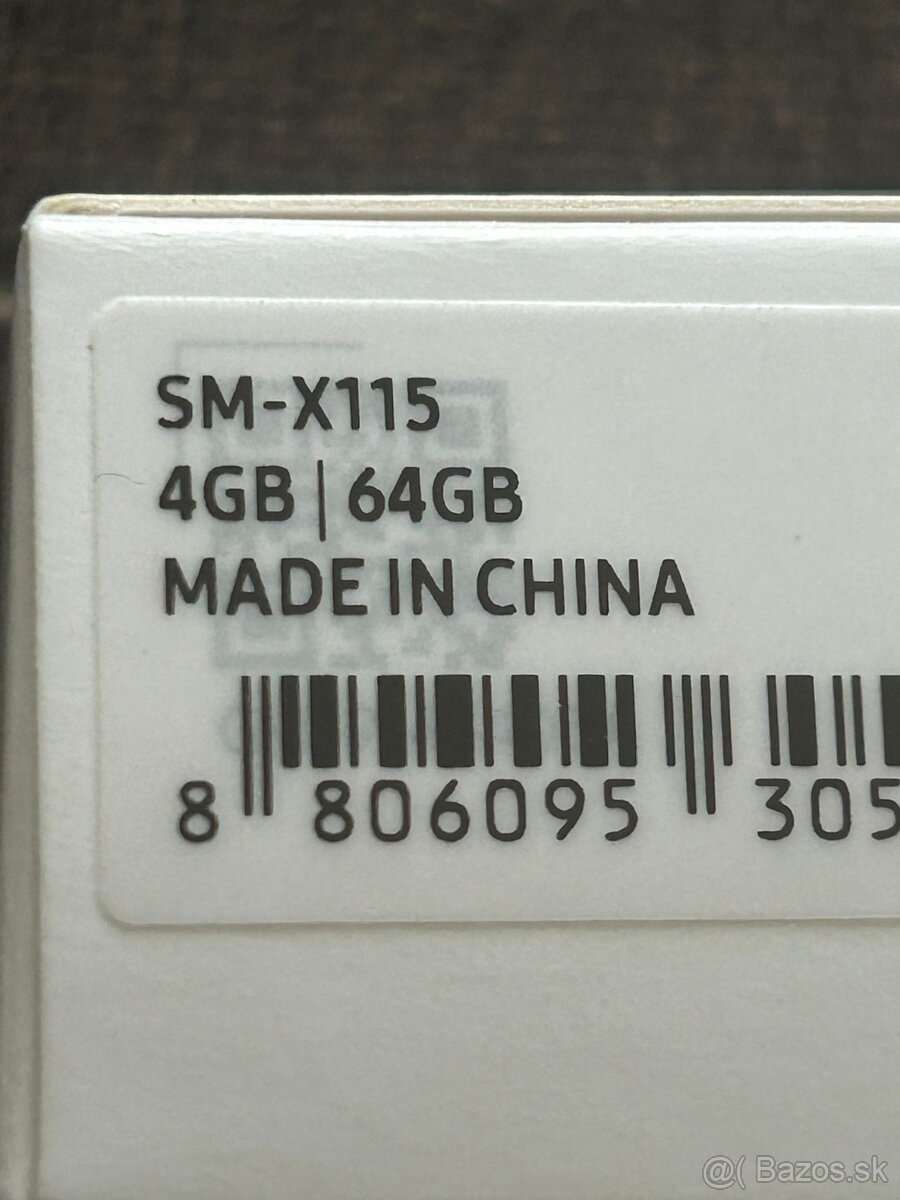 SM-X115
4GB | 64GB
MADE IN CHINA
8 806095 305
@( Bazos.sk